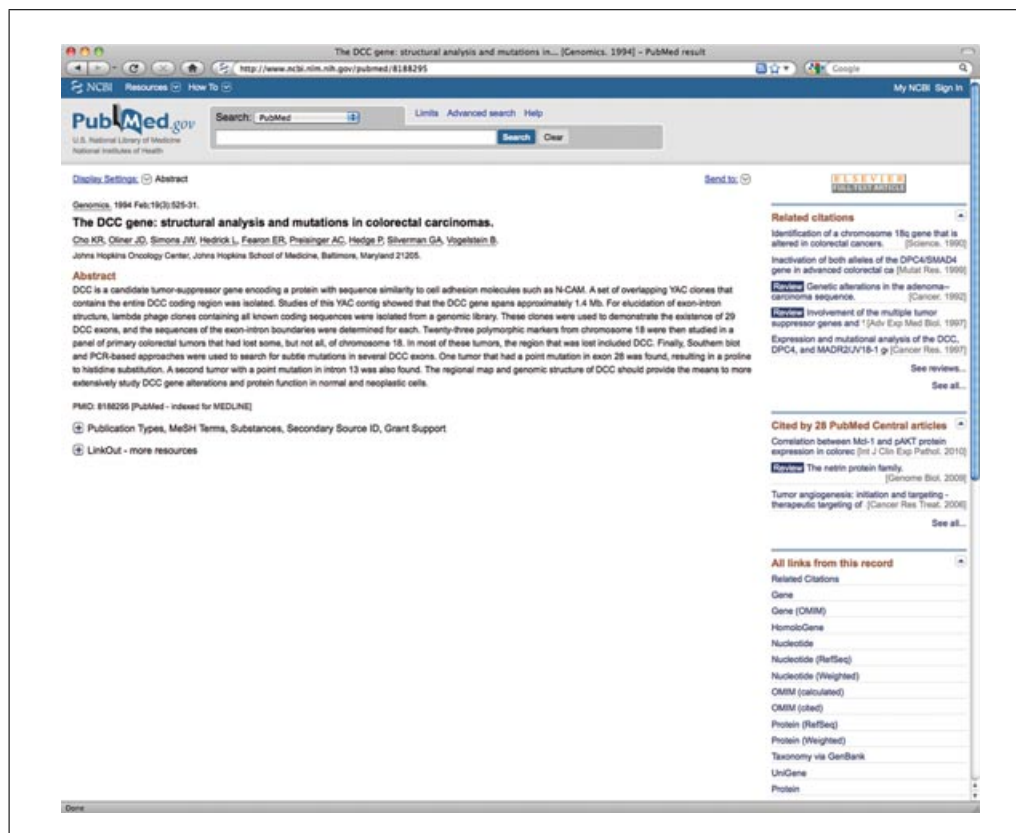 The DCC gene: structural analysis and mutations in... [Genomics. 1994] – PubMed result
http://www.ncbi.nlm.nih.gov/pubmed/8188295
Google
NCBI Resources How To My NCBI Sign In
PubMed.gov
U.S. National Library of Medicine
National Institutes of Health
Search: PubMed
Limits Advanced search Help
Search Clear
Display Settings: Abstract
Send to:
Genomics. 1994 Feb;19(3):525-31.
The DCC gene: structural analysis and mutations in colorectal carcinomas.
Cho KR, Oliner JD, Simons JW, Hedrick L, Fearon ER, Preisinger AC, Hedge P, Silverman GA, Vogelstein B.
Johns Hopkins Oncology Center, Johns Hopkins School of Medicine, Baltimore, Maryland 21205.
Abstract
DCC is a candidate tumor-suppressor gene encoding a protein with sequence similarity to cell adhesion molecules such as N-CAM. A set of overlapping YAC clones that
contains the entire DCC coding region was isolated. Studies of this YAC contig showed that the DCC gene spans approximately 1.4 Mb. For elucidation of exon-intron
structure, lambda phage clones containing all known coding sequences were isolated from a genomic library. These clones were used to demonstrate the existence of 29
DCC exons, and the sequences of the exon-intron boundaries were determined for each. Twenty-three polymorphic markers from chromosome 18 were then studied in a
panel of primary colorectal tumors that had lost some, but not all, of chromosome 18. In most of these tumors, the region that was lost included DCC. Finally, Southern blot
and PCR-based approaches were used to search for subtle mutations in several DCC exons. One tumor that had a point mutation in exon 28 was found, resulting in a proline
to histidine substitution. A second tumor with a point mutation in intron 13 was also found. The regional map and genomic structure of DCC should provide the means to more
extensively study DCC gene alterations and protein function in normal and neoplastic cells.
PMID: 8188295 [PubMed - indexed for MEDLINE]
Publication Types, MeSH Terms, Substances, Secondary Source ID, Grant Support
LinkOut - more resources
ELSEVIER
FULL-TEXT ARTICLE
Related citations
Identification of a chromosome 18q gene that is
altered in colorectal cancers. [Science. 1990]
Inactivation of both alleles of the DPC4/SMAD4
gene in advanced colorectal ca [Mutat Res. 1999]
Review Genetic alterations in the adenoma–
carcinoma sequence. [Cancer. 1992]
Review Involvement of the multiple tumor
suppressor genes and [Adv Exp Med Biol. 1997]
Expression and mutational analysis of the DCC,
DPC4, and MADR2/JV18-1 g [Cancer Res. 1997]
See reviews...
See all...
Cited by 28 PubMed Central articles
Correlation between Mcl-1 and pAKT protein
expression in colorec [Int J Clin Exp Pathol. 2010]
Review The netrin protein family.
[Genome Biol. 2009]
Tumor angiogenesis: initiation and targeting -
therapeutic targeting of [Cancer Res Treat. 2006]
See all...
All links from this record
Related Citations
Gene
Gene (OMIM)
HomoloGene
Nucleotide
Nucleotide (RefSeq)
Nucleotide (Weighted)
OMIM (calculated)
OMIM (cited)
Protein (RefSeq)
Protein (Weighted)
Taxonomy via GenBank
UniGene
Protein
Done